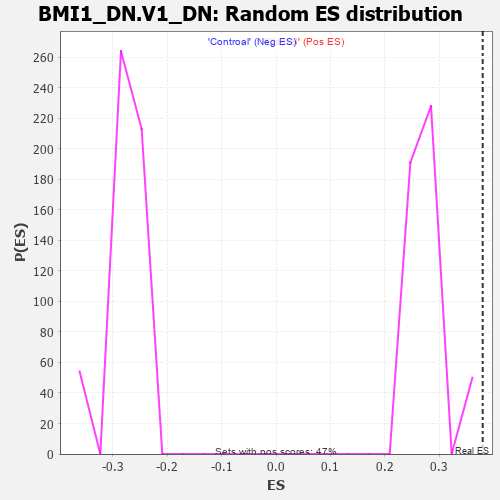 BMI1_DN.V1_DN: Random ES distribution
'Controal' (Neg ES) (Pos ES)
260
240
220
200
180
160
140
120
100
80
60
40
20
0
P(ES)
Sets with pos scores: 47%
Real ES
-0.3 -0.2 -0.1 0.0 0.1 0.2 0.3
ES